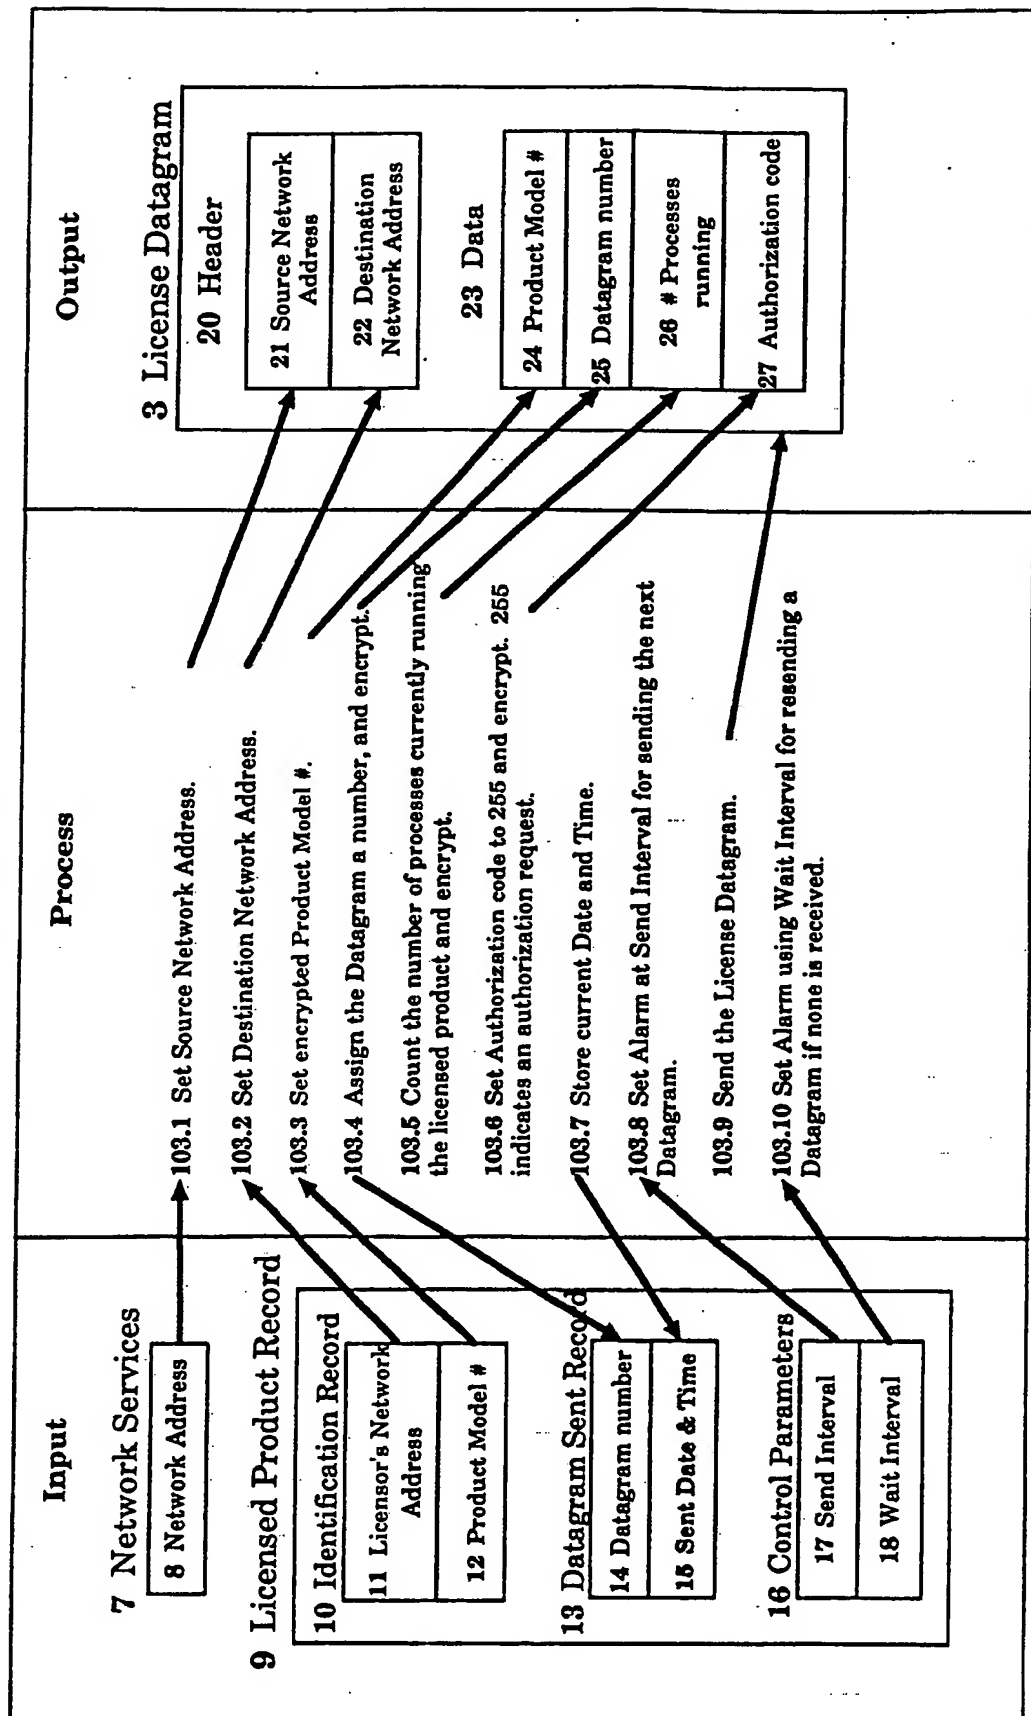 Input
7 Network Services
8 Network Address
9 Licensed Product Record
10 Identification Record
11 Licensor's Network
Address
12 Product Model #
13 Datagram Sent Record
14 Datagram number
15 Sent Date & Time
16 Control Parameters
17 Send Interval
18 Wait Interval
Process
103.1 Set Source Network Address.
103.2 Set Destination Network Address.
103.3 Set encrypted Product Model #.
103.4 Assign the Datagram a number, and encrypt.
103.5 Count the number of processes currently running
the licensed product and encrypt.
103.6 Set Authorization code to 255 and encrypt. 255
indicates an authorization request.
103.7 Store current Date and Time.
103.8 Set Alarm at Send Interval for sending the next
Datagram.
103.9 Send the License Datagram.
103.10 Set Alarm using Wait Interval for resending a
Datagram if none is received.
Output
3 License Datagram
20 Header
21 Source Network
Address
22 Destination
Network Address
23 Data
24 Product Model #
25 Datagram number
26 # Processes
running
27 Authorization code